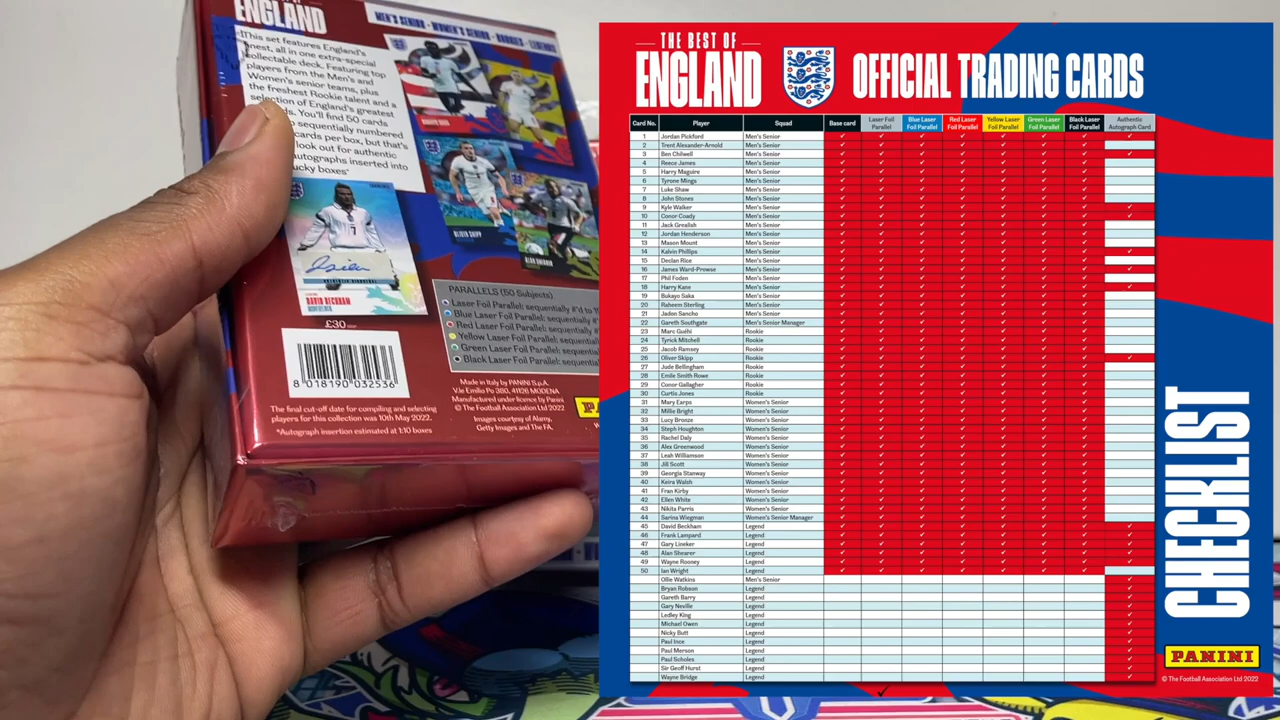 ENGLAND
MEN'S SENIOR • WOMEN'S SENIOR • ROOKIES • LEGENDS
This set features England's
finest, all in one extra-special
collectable deck. Featuring top
players from the Men's and
Women's senior teams, plus
the freshest Rookie talent and a
selection of England's greatest
You'll find 50 cards
sequentially numbered
cards per box, but that's
look out for authentic
autographs inserted into
lucky boxes*
OLIVER SKIPP
ALAN SHEARER
7
DAVID BECKHAM
£30
8 018190 032536
PARALLELS (50 Subjects)
Laser Foil Parallel: sequentially #'d to
Blue Laser Foil Parallel: sequentially
Red Laser Foil Parallel: sequentially
Yellow Laser Foil Parallel: sequentially
Green Laser Foil Parallel: sequentially
Black Laser Foil Parallel: sequential
Made in Italy by PANINI S.p.A.
V.le Emilio Po 380, 41126 MODENA
Manufactured under licence by Panini.
© The Football Association Ltd 2022
Images courtesy of Alamy,
Getty Images and The FA.
The final cut-off date for compiling and selecting
players for this collection was 10th May 2022.
*Autograph insertion estimated at 1:10 boxes
THE BEST OF
ENGLAND
OFFICIAL TRADING CARDS
Card No. Player Squad Base card Laser Foil Parallel Blue Laser Foil Parallel Red Laser Foil Parallel Yellow Laser Foil Parallel Green Laser Foil Parallel Black Laser Foil Parallel Authentic Autograph Card
1 Jordan Pickford Men's Senior
2 Trent Alexander-Arnold Men's Senior
3 Ben Chilwell Men's Senior
4 Reece James Men's Senior
5 Harry Maguire Men's Senior
6 Tyrone Mings Men's Senior
7 Luke Shaw Men's Senior
8 John Stones Men's Senior
9 Kyle Walker Men's Senior
10 Conor Coady Men's Senior
11 Jack Grealish Men's Senior
12 Jordan Henderson Men's Senior
13 Mason Mount Men's Senior
14 Kalvin Phillips Men's Senior
15 Declan Rice Men's Senior
16 James Ward-Prowse Men's Senior
17 Phil Foden Men's Senior
18 Harry Kane Men's Senior
19 Bukayo Saka Men's Senior
20 Raheem Sterling Men's Senior
21 Jadon Sancho Men's Senior
22 Gareth Southgate Men's Senior Manager
23 Marc Guéhi Rookie
24 Tyrick Mitchell Rookie
25 Jacob Ramsey Rookie
26 Oliver Skipp Rookie
27 Jude Bellingham Rookie
28 Emile Smith Rowe Rookie
29 Conor Gallagher Rookie
30 Curtis Jones Rookie
31 Mary Earps Women's Senior
32 Millie Bright Women's Senior
33 Lucy Bronze Women's Senior
34 Steph Houghton Women's Senior
35 Rachel Daly Women's Senior
36 Alex Greenwood Women's Senior
37 Leah Williamson Women's Senior
38 Jill Scott Women's Senior
39 Georgia Stanway Women's Senior
40 Keira Walsh Women's Senior
41 Fran Kirby Women's Senior
42 Ellen White Women's Senior
43 Nikita Parris Women's Senior
44 Sarina Wiegman Women's Senior Manager
45 David Beckham Legend
46 Frank Lampard Legend
47 Gary Lineker Legend
48 Alan Shearer Legend
49 Wayne Rooney Legend
50 Ian Wright Legend
Ollie Watkins Men's Senior
Bryan Robson Legend
Gareth Barry Legend
Gary Neville Legend
Ledley King Legend
Michael Owen Legend
Nicky Butt Legend
Paul Ince Legend
Paul Merson Legend
Paul Scholes Legend
Sir Geoff Hurst Legend
Wayne Bridge Legend
CHECKLIST
PANINI
© The Football Association Ltd 2022